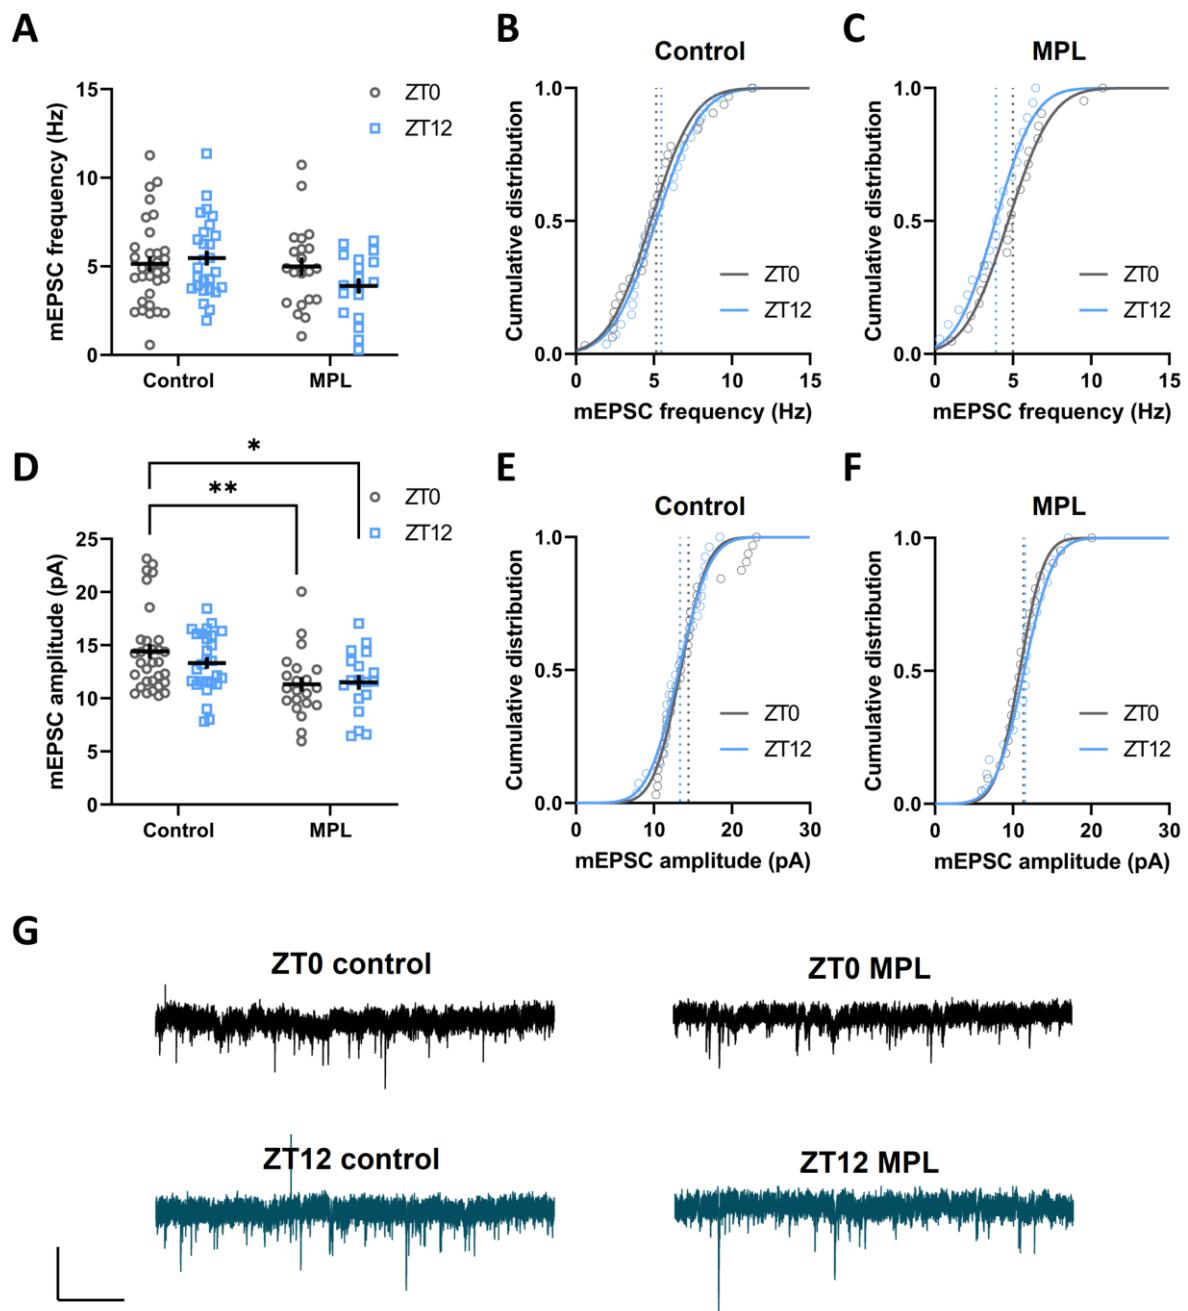 A
mEPSC frequency (Hz)
15
10
5
0
Control
MPL
ZT0
ZT12
B
Control
Cumulative distribution
1.0
0.5
0.0
0
5
10
15
mEPSC frequency (Hz)
ZT0
ZT12
C
MPL
Cumulative distribution
1.0
0.5
0.0
0
5
10
15
mEPSC frequency (Hz)
ZT0
ZT12
D
*
**
mEPSC amplitude (pA)
25
20
15
10
5
0
Control
MPL
ZT0
ZT12
E
Control
Cumulative distribution
1.0
0.5
0.0
0
10
20
30
mEPSC amplitude (pA)
ZT0
ZT12
F
MPL
Cumulative distribution
1.0
0.5
0.0
0
10
20
30
mEPSC amplitude (pA)
ZT0
ZT12
G
ZT0 control
ZT0 MPL
ZT12 control
ZT12 MPL